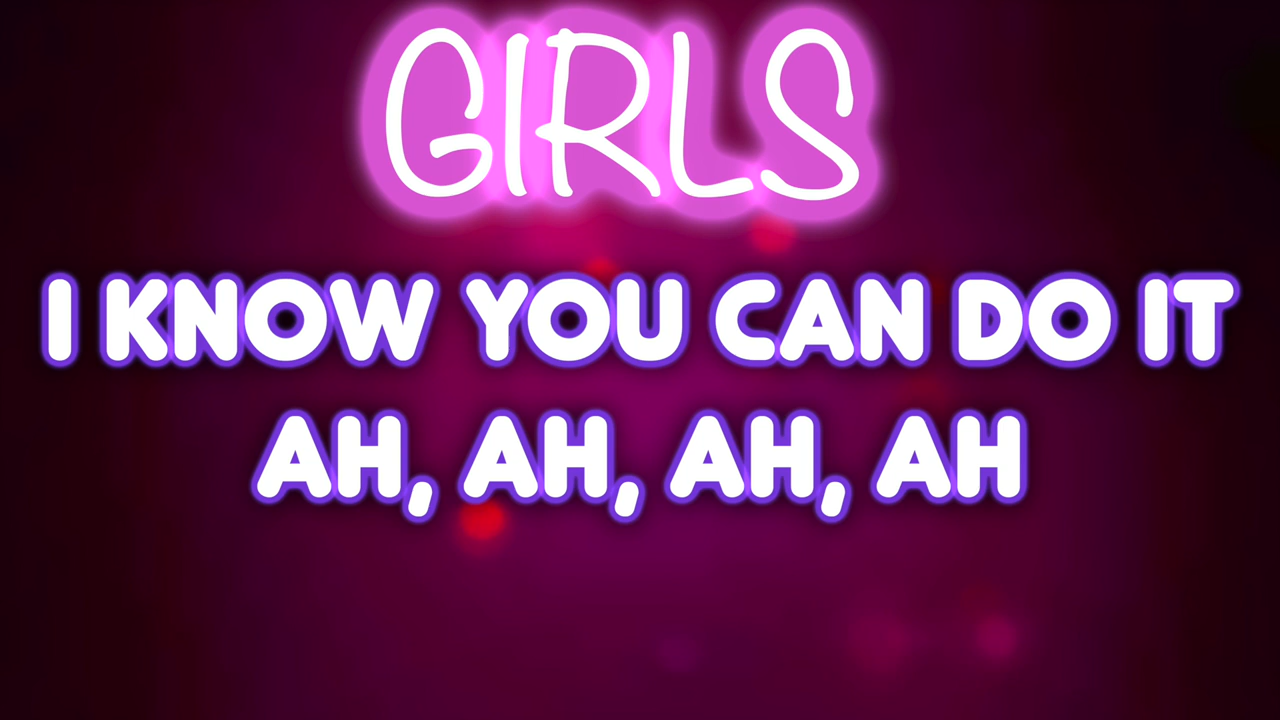 GIRLS
I KNOW YOU CAN DO IT
AH, AH, AH, AH